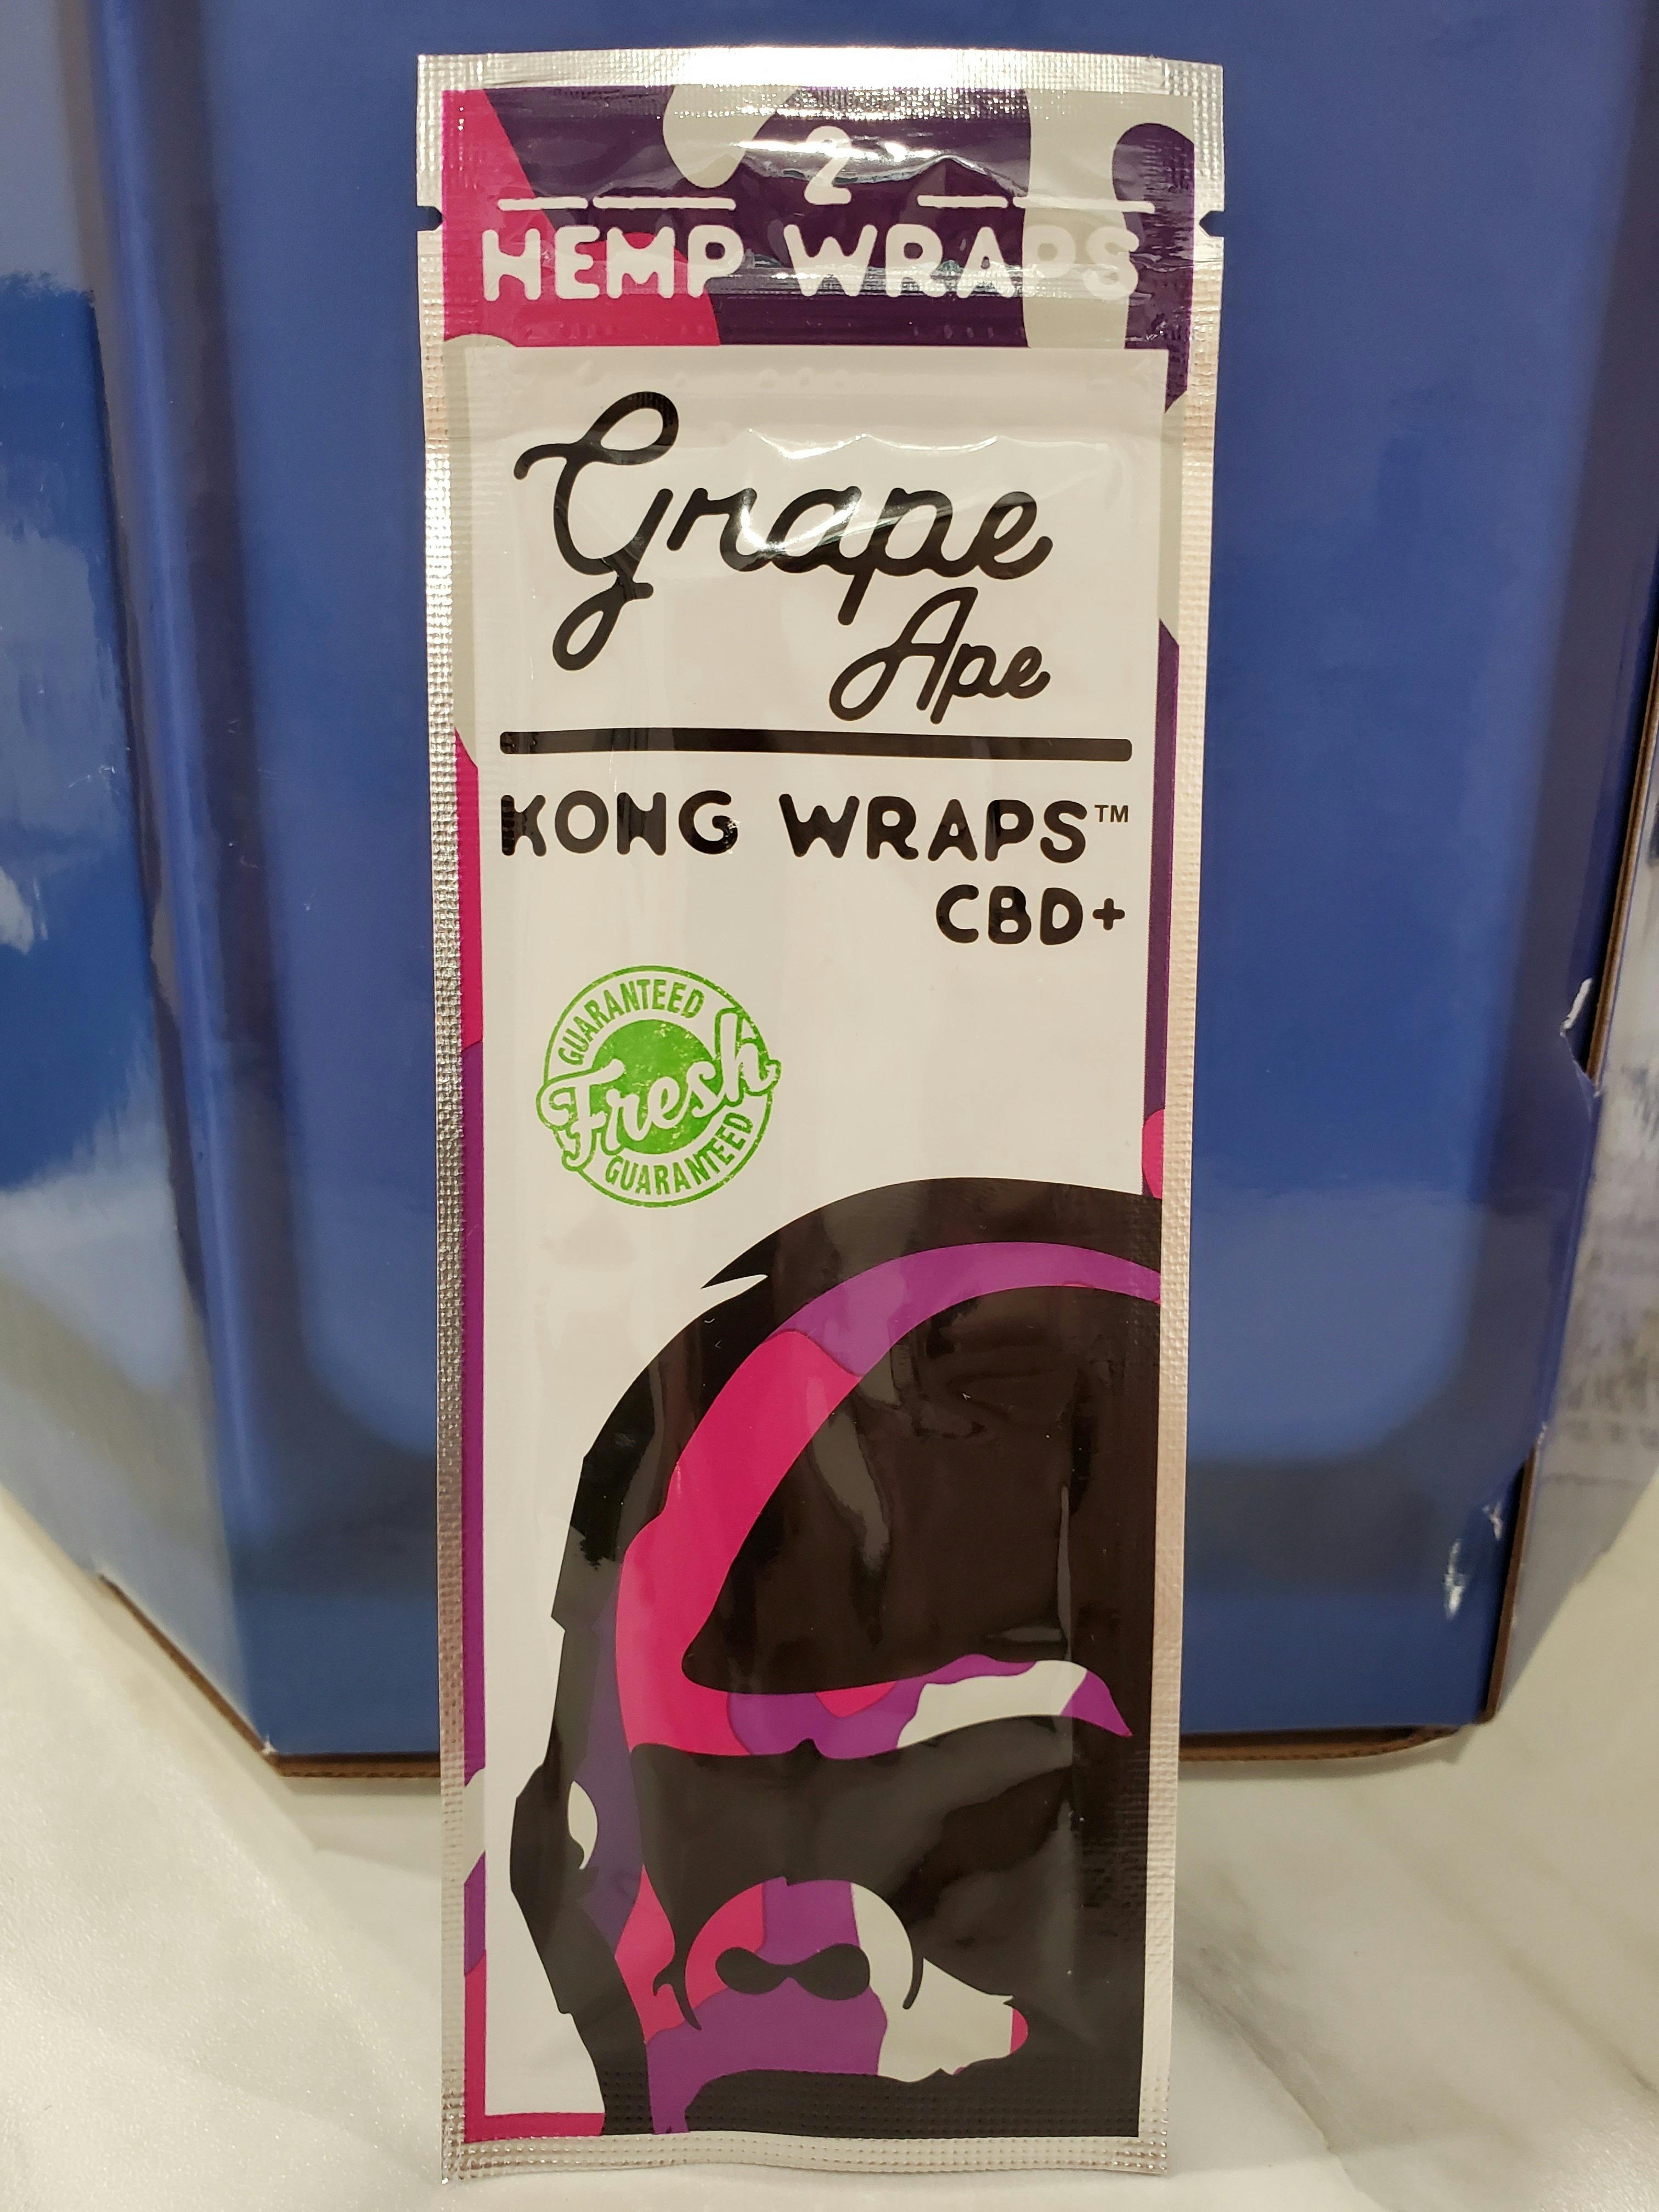 2
HEMP WRAPS
Grape
Ape
KONG WRAPS™
CBD+
GUARANTEED
Fresh
GUARANTEED